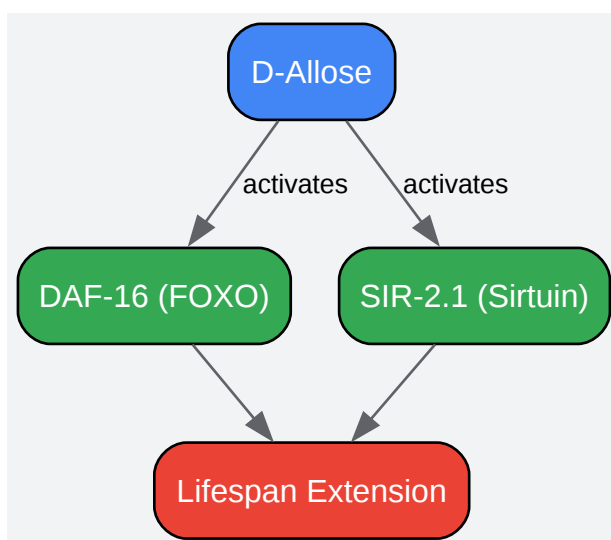 D-Allose
activates
activates
DAF-16 (FOXO)
SIR-2.1 (Sirtuin)
Lifespan Extension